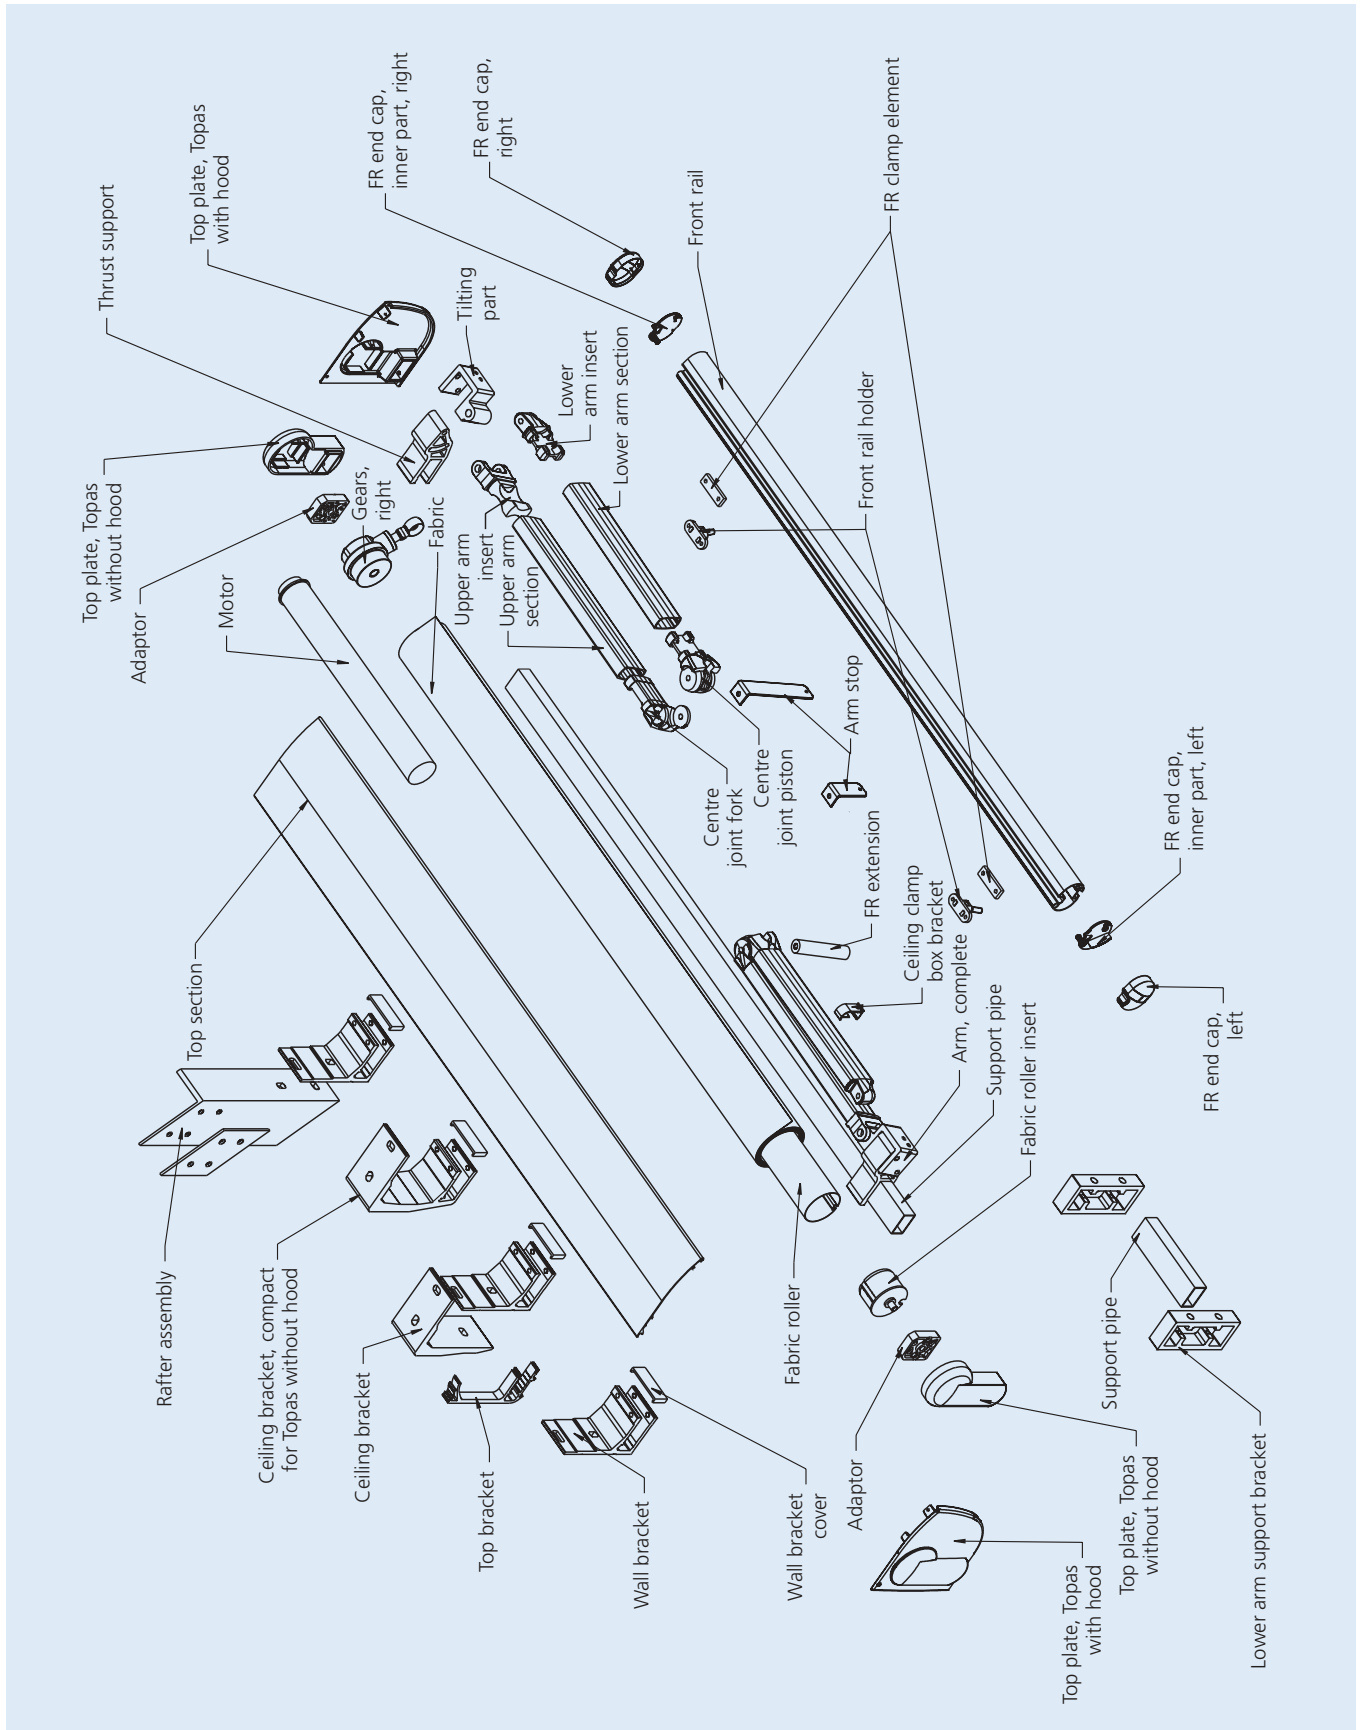 Rafter assembly
Ceiling bracket, compact
for Topas without hood
Ceiling bracket
Top bracket
Wall bracket
Wall bracket
cover
Adaptor
Top plate, Topas
with hood
Top plate, Topas
without hood
Lower arm support bracket
Support pipe
Fabric roller
Fabric roller insert
Support pipe
Arm, complete
Ceiling clamp
box bracket
FR extension
FR end cap,
left
FR end cap,
inner part, left
Top section
Arm stop
Centre
joint fork
Centre
joint piston
Motor
Adaptor
Top plate, Topas
without hood
Gears,
right
Fabric
Upper arm
insert
Upper arm
section
Lower arm section
Lower
arm insert
Tilting
part
Thrust support
Top plate, Topas
with hood
Front rail holder
Front rail
FR clamp element
FR end cap,
inner part, right
FR end cap,
right